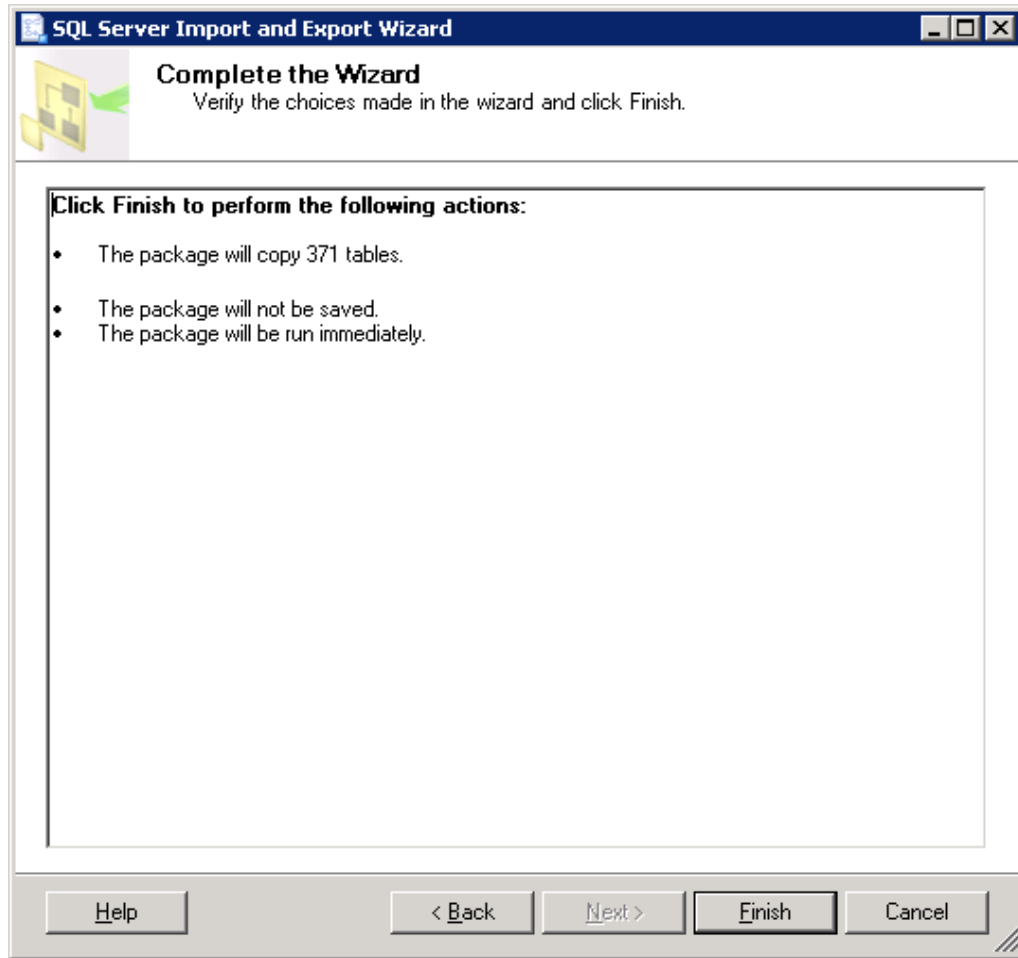 SQL Server Import and Export Wizard
Complete the Wizard
Verify the choices made in the wizard and click Finish.
Click Finish to perform the following actions:
• The package will copy 371 tables.
• The package will not be saved.
• The package will be run immediately.
Help
< Back
Next >
Finish
Cancel